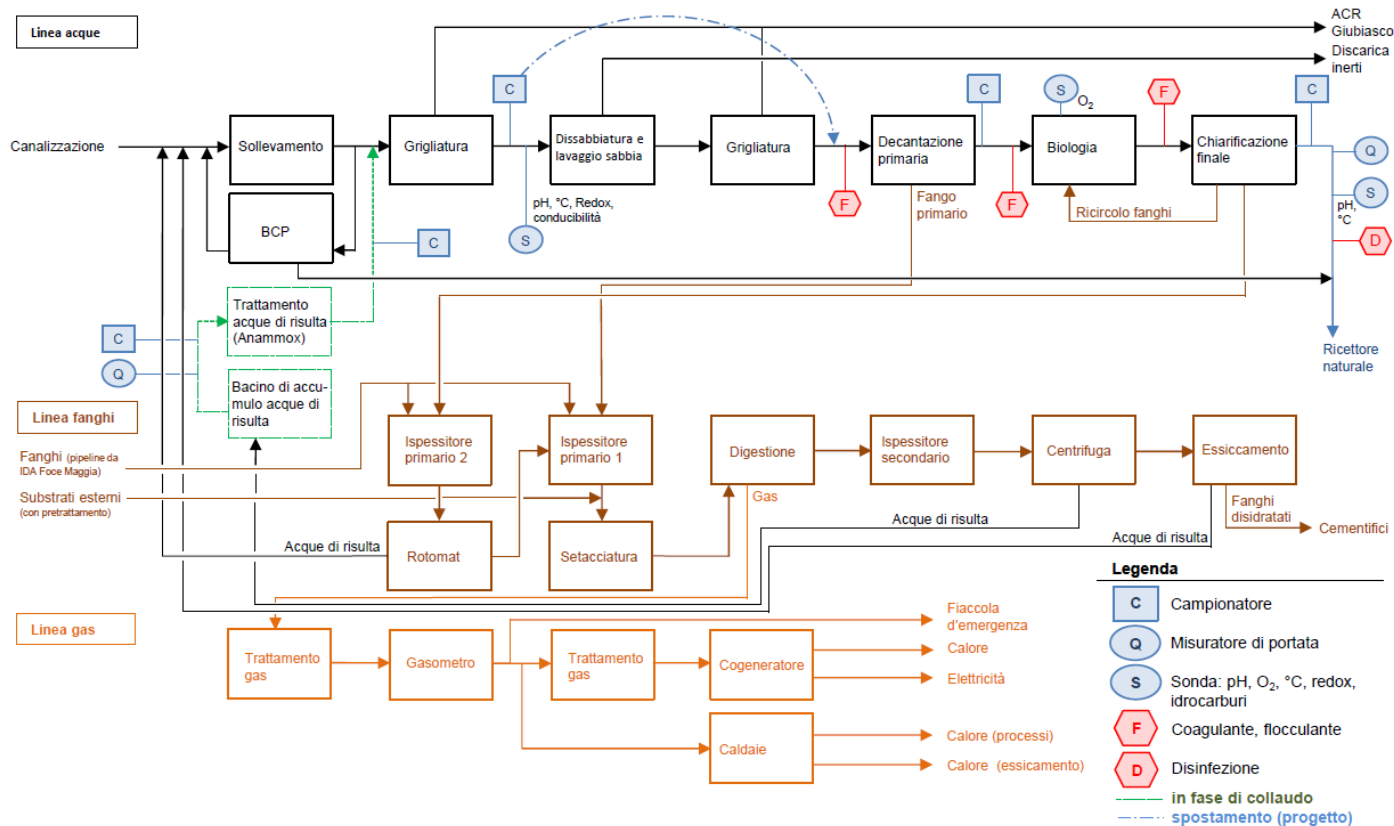 Linea acque
ACR
Giubiasco
Discarica
inerti
C
C
S
O2
F
C
Canalizzazione
Sollevamento
Grigliatura
Dissabbiatura e
lavaggio sabbia
Grigliatura
Decantazione
primaria
Biologia
Chiarificazione
finale
Q
F
F
S
pH,
°C
D
pH, °C, Redox,
conducibilità
S
Fango
primario
Ricircolo fanghi
BCP
C
Trattamento
acque di risulta
(Anammox)
C
Q
Bacino di accu-
mulo acque di
risulta
Ricettore
naturale
Linea fanghi
Fanghi (pipeline da
IDA Foce Maggia)
Substrati esterni
(con pretrattamento)
Ispessitore
primario 2
Ispessitore
primario 1
Digestione
Ispessitore
secondario
Centrifuga
Essiccamento
Gas
Fanghi
disidratati
Cementifici
Acque di risulta
Acque di risulta
Acque di risulta
Rotomat
Setacciatura
Linea gas
Trattamento
gas
Gasometro
Trattamento
gas
Cogeneratore
Caldaie
Fiaccola
d'emergenza
Calore
Elettricità
Calore (processi)
Calore (essicamento)
Legenda
C Campionatore
Q Misuratore di portata
S Sonda: pH, O2, °C, redox,
idrocarburi
F Coagulante, flocculante
D Disinfezione
in fase di collaudo
spostamento (progetto)